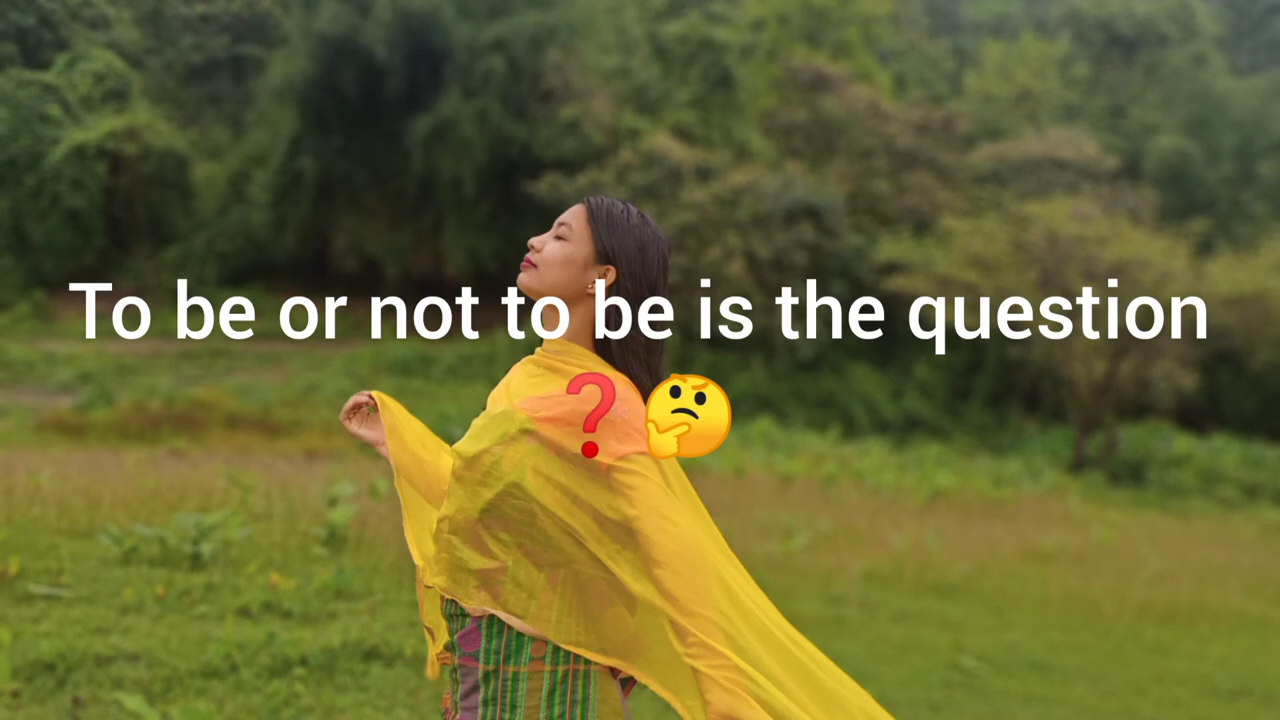 To be or not to be is the question
❓🤔